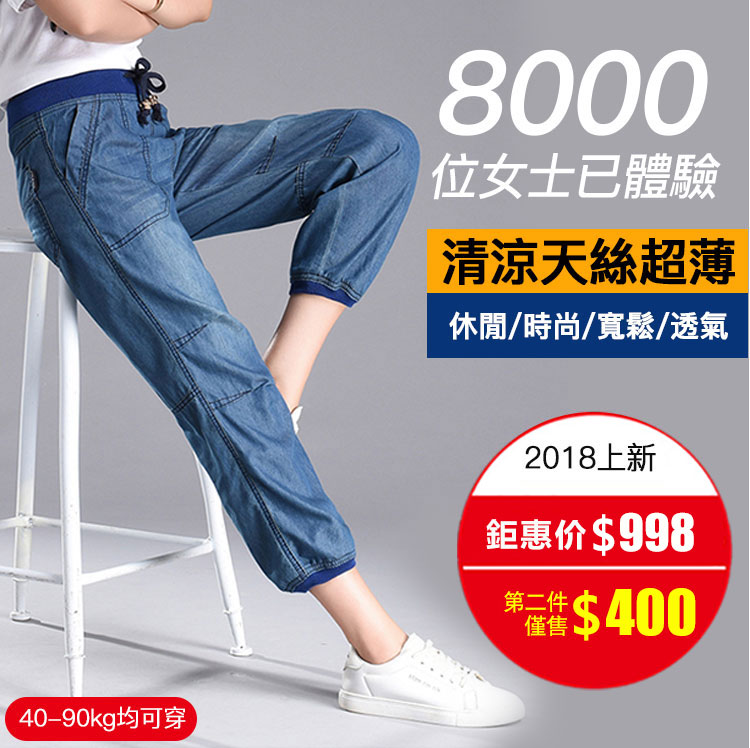 8000
位女士已體驗
清涼天絲超薄
休閒/時尚/寬鬆/透氣
2018上新
鉅惠价$998
第二件
僅售$400
40-90kg均可穿